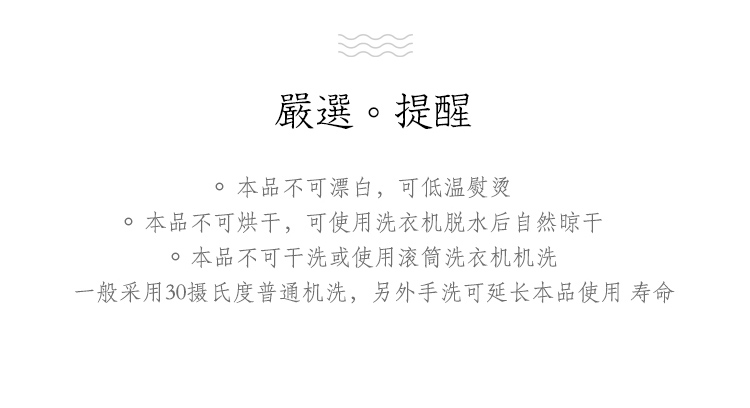 嚴選。提醒
。本品不可漂白，可低温熨烫
。本品不可烘干，可使用洗衣机脱水后自然晾干
。本品不可干洗或使用滚筒洗衣机机洗
一般采用30摄氏度普通机洗，另外手洗可延长本品使用 寿命